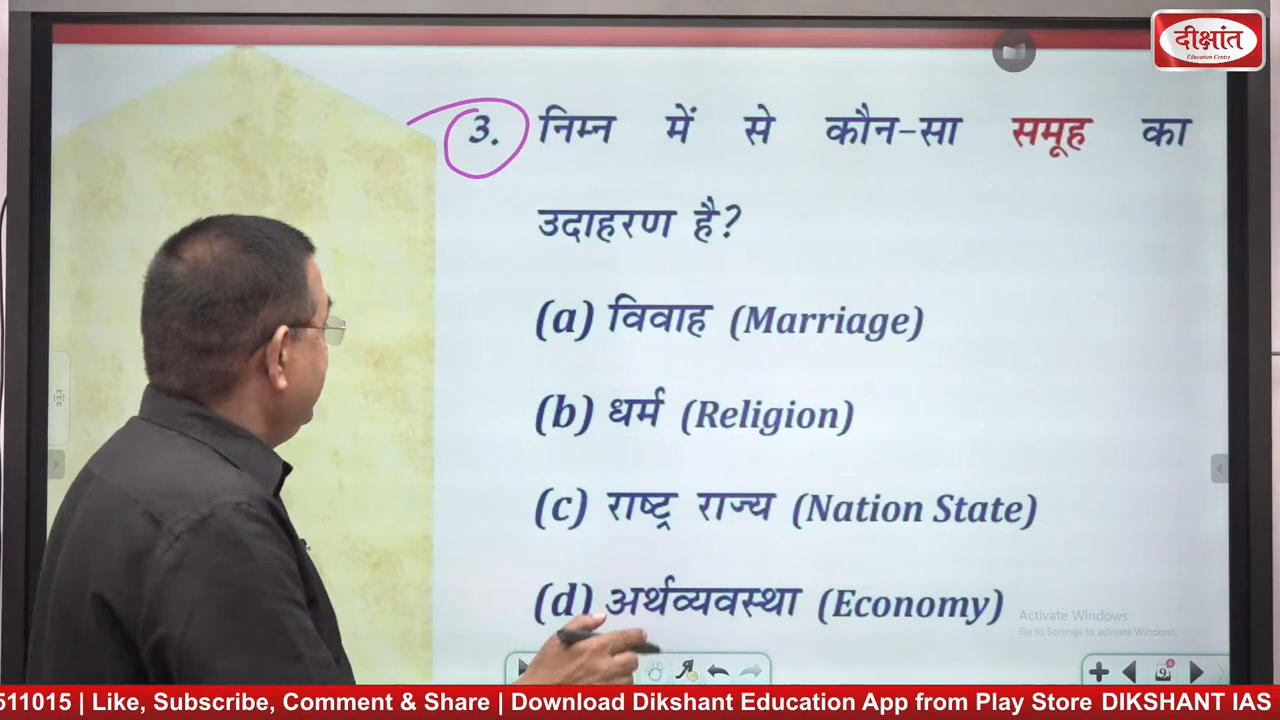 दीक्षांत
Education Centre
3. निम्न में से कौन-सा समूह का
उदाहरण है?
(a) विवाह (Marriage)
(b) धर्म (Religion)
(c) राष्ट्र राज्य (Nation State)
(d) अर्थव्यवस्था (Economy)
Activate Windows
Go to Settings to activate Windows.
511015 | Like, Subscribe, Comment & Share | Download Dikshant Education App from Play Store DIKSHANT IAS